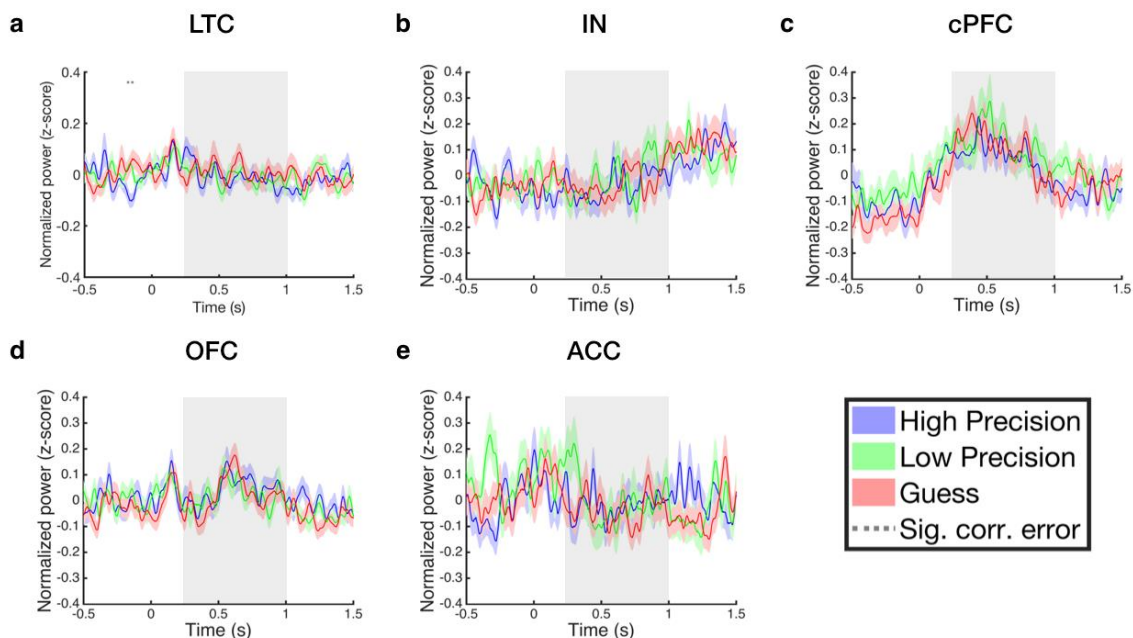 a LTC
Normalized power (z-score)
0.4
0.2
0
-0.2
-0.4
-0.5 0 0.5 1 1.5
Time (s)
b IN
Normalized power (z-score)
0.4
0.3
0.2
0.1
0
-0.1
-0.2
-0.3
-0.4
-0.5 0 0.5 1 1.5
Time (s)
c cPFC
Normalized power (z-score)
0.4
0.3
0.2
0.1
0
-0.1
-0.2
-0.3
-0.4
-0.5 0 0.5 1 1.5
Time (s)
d OFC
Normalized power (z-score)
0.4
0.3
0.2
0.1
0
-0.1
-0.2
-0.3
-0.4
-0.5 0 0.5 1 1.5
Time (s)
e ACC
Normalized power (z-score)
0.4
0.3
0.2
0.1
0
-0.1
-0.2
-0.3
-0.4
-0.5 0 0.5 1 1.5
Time (s)
High Precision
Low Precision
Guess
Sig. corr. error